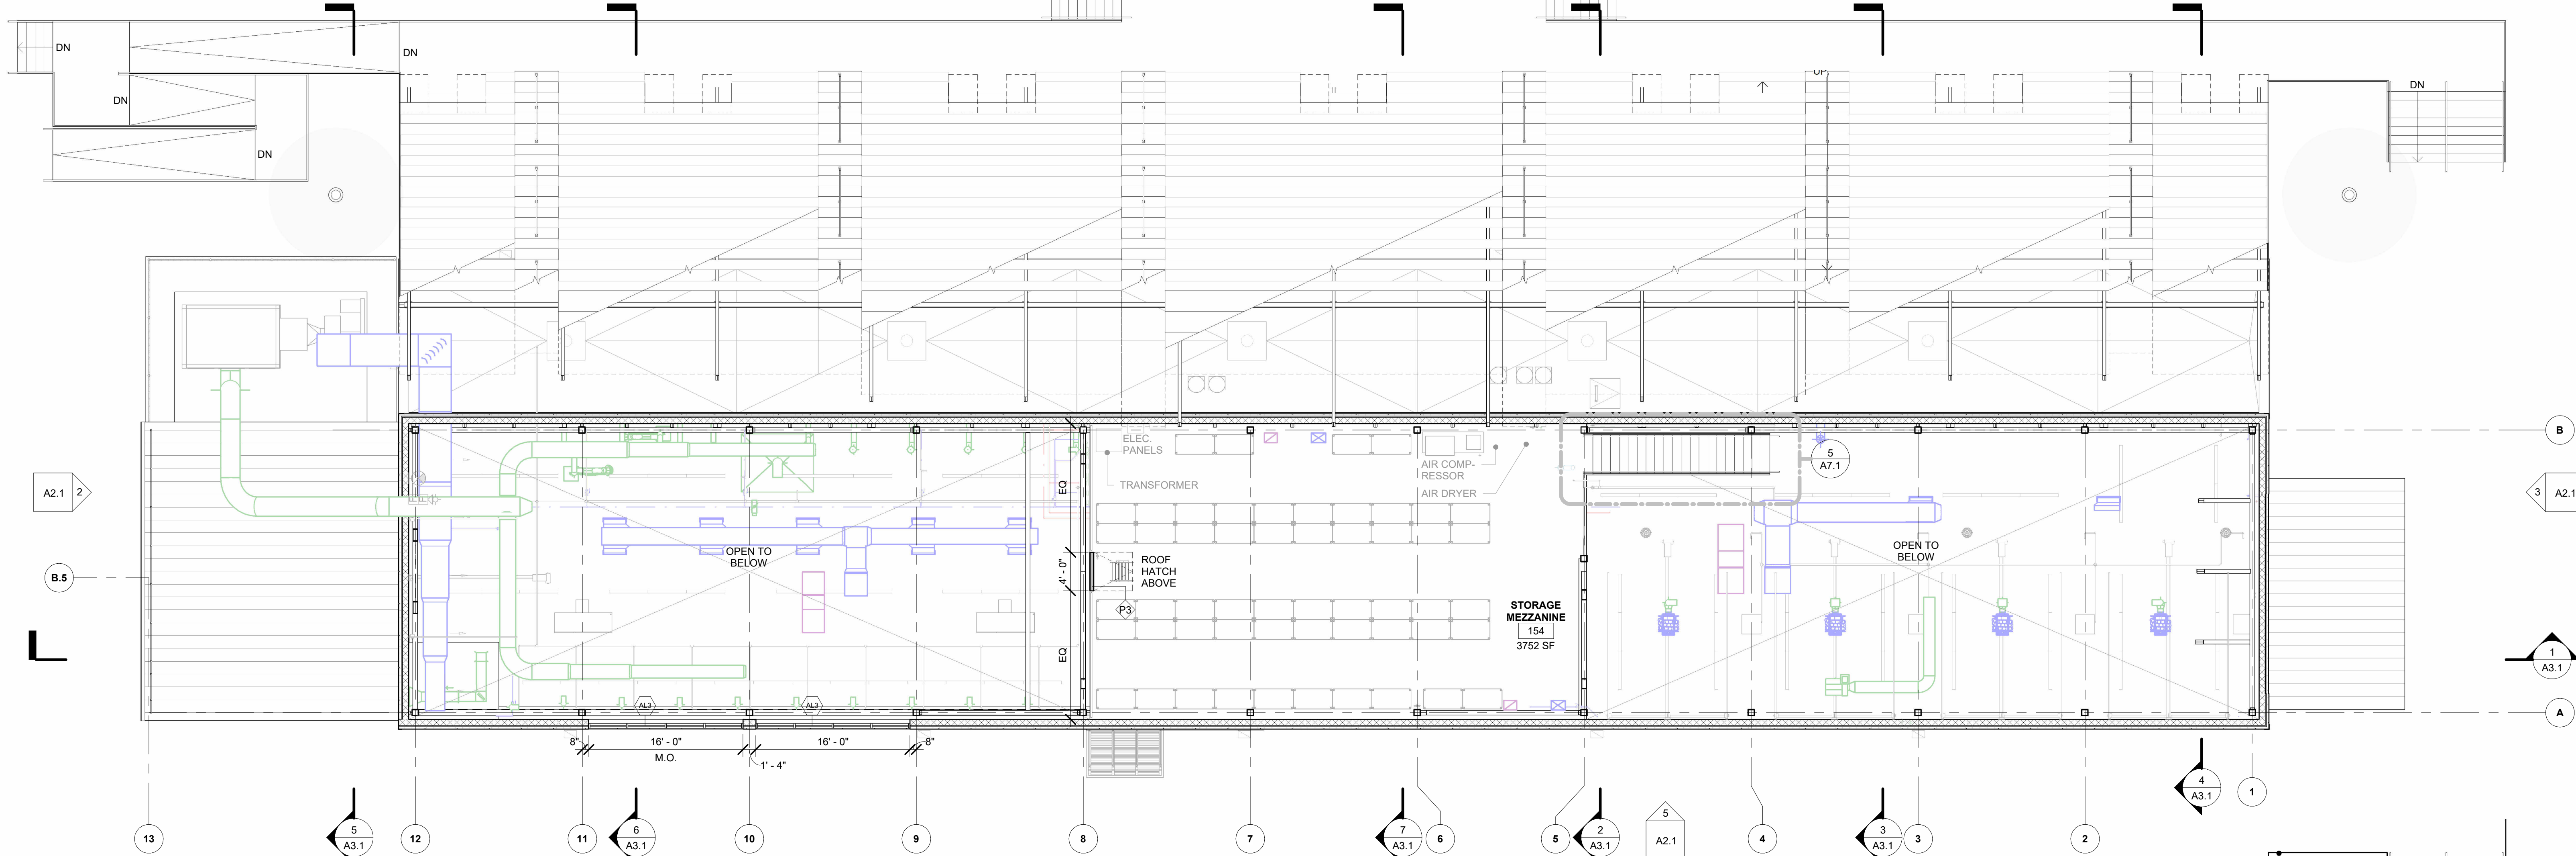 DN
DN
DN
DN
UP
DN
B
ELEC.
PANELS
TRANSFORMER
AIR COMP-
RESSOR
AIR DRYER
5
A7.1
A2.1
2
3
A2.1
EQ
OPEN TO
BELOW
OPEN TO
BELOW
B.5
4' - 0"
ROOF
HATCH
ABOVE
P3
STORAGE
MEZZANINE
154
3752 SF
EQ
1
A3.1
AL3
AL3
A
8"
16' - 0"
M.O.
1' - 4"
16' - 0"
8"
4
A3.1
1
13
5
A3.1
12
11
6
A3.1
10
9
8
7
7
A3.1
6
5
2
A3.1
5
A2.1
4
3
A3.1
3
2